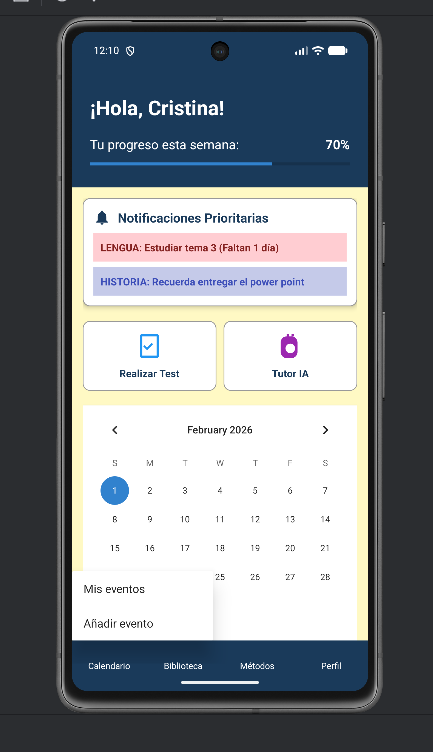 12:10
¡Hola, Cristina!
Tu progreso esta semana: 70%
Notificaciones Prioritarias
LENGUA: Estudiar tema 3 (Faltan 1 día)
HISTORIA: Recuerda entregar el power point
Realizar Test
Tutor IA
February 2026
S M T W T F S
1 2 3 4 5 6 7
8 9 10 11 12 13 14
15 16 17 18 19 20 21
25 26 27 28
Mis eventos
Añadir evento
Calendario Biblioteca Métodos Perfil